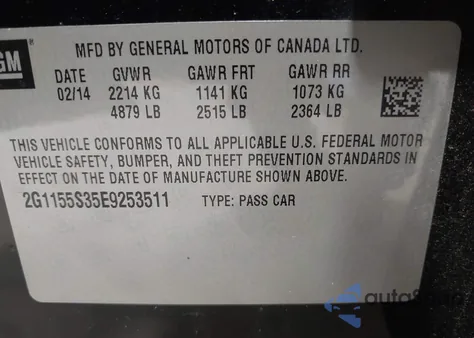 GM
MFD BY GENERAL MOTORS OF CANADA LTD.
DATE GVWR GAWR FRT GAWR RR
02/14 2214 KG 1141 KG 1073 KG
4879 LB 2515 LB 2364 LB
THIS VEHICLE CONFORMS TO ALL APPLICABLE U.S. FEDERAL MOTOR
VEHICLE SAFETY, BUMPER, AND THEFT PREVENTION STANDARDS IN
EFFECT ON THE DATE OF MANUFACTURE SHOWN ABOVE.
2G1155S35E9253511 TYPE: PASS CAR